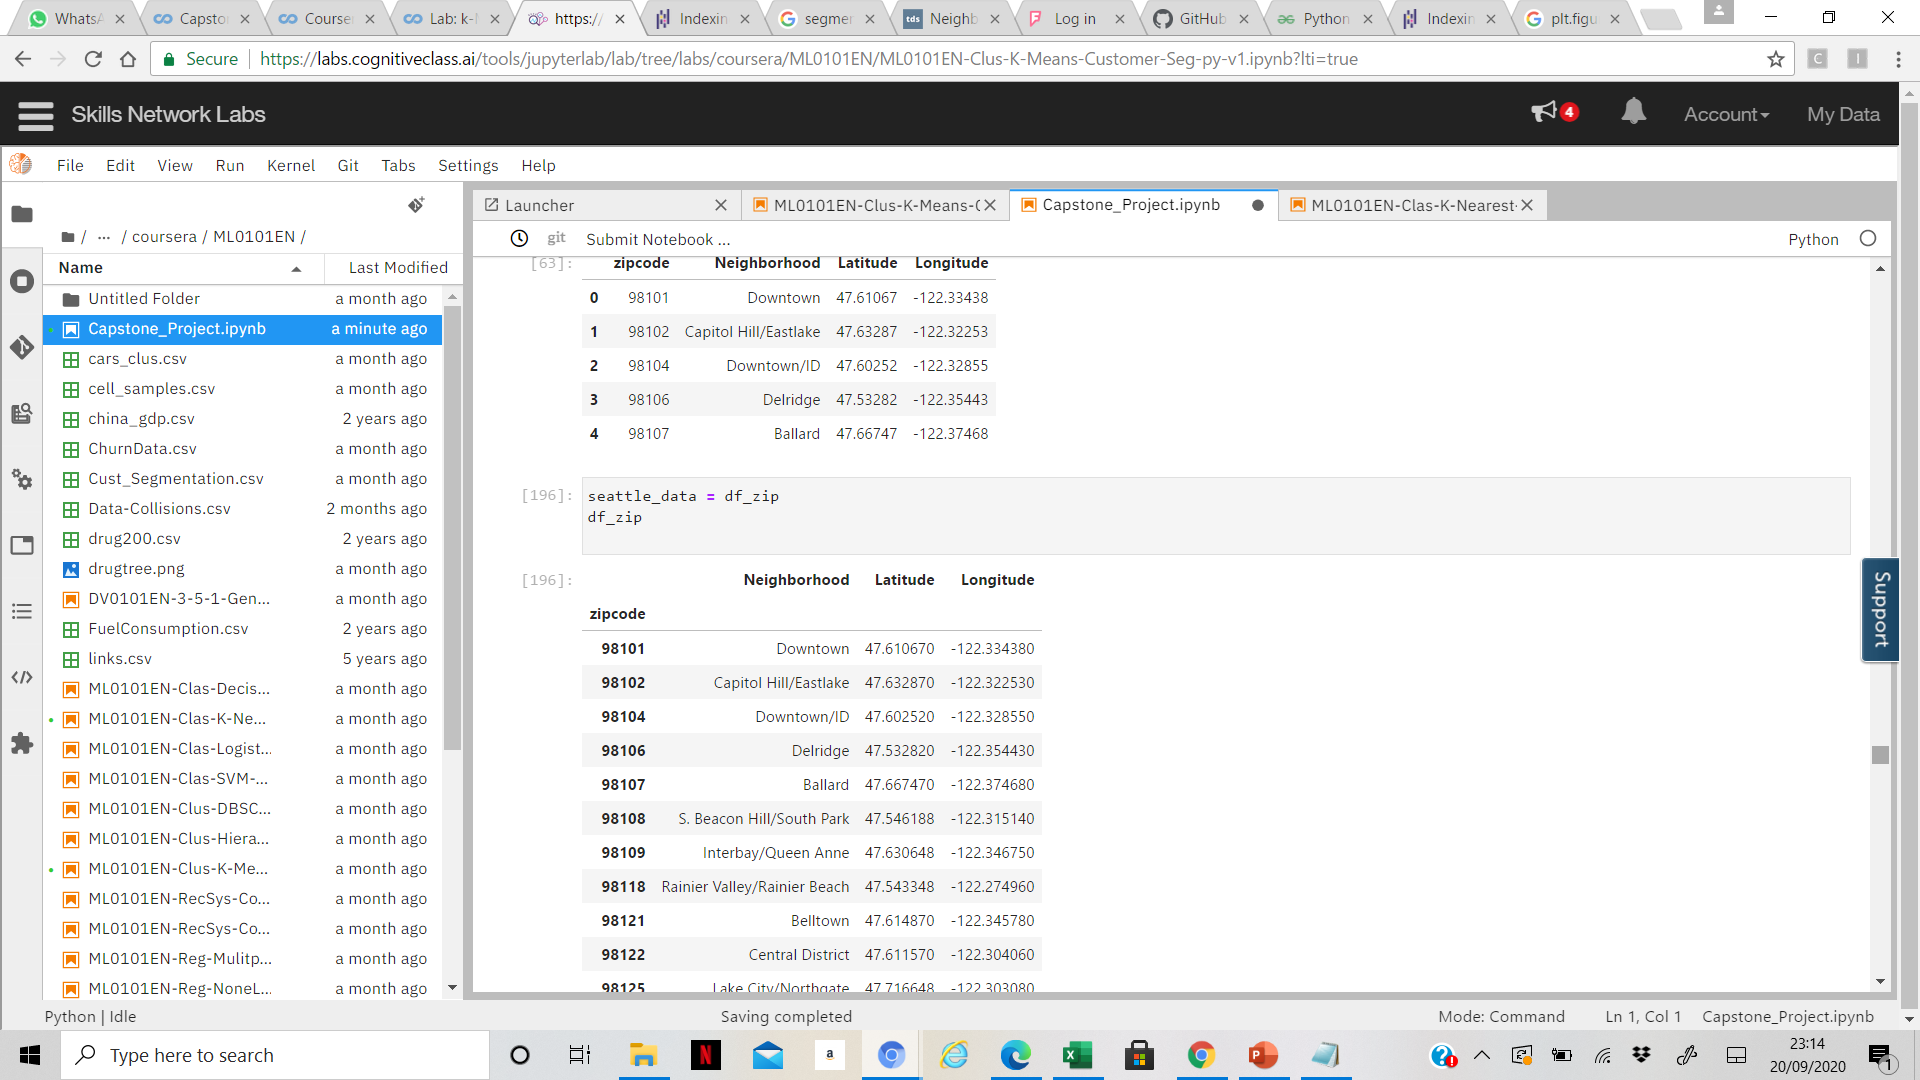 WhatsA
Capsto
Course
Lab: k-
https:/
Indexin
segmer
Neighb
Log in
GitHub
Python
Indexin
plt.figu
Secure
https://labs.cognitiveclass.ai/tools/jupyterlab/lab/tree/labs/coursera/ML0101EN/ML0101EN-Clus-K-Means-Customer-Seg-py-v1.ipynb?lti=true
Skills Network Labs
4
Account
My Data
File Edit View Run Kernel Git Tabs Settings Help
/ ... / coursera / ML0101EN /
Name Last Modified
Untitled Folder a month ago
Capstone_Project.ipynb a minute ago
cars_clus.csv a month ago
cell_samples.csv a month ago
china_gdp.csv 2 years ago
ChurnData.csv a month ago
Cust_Segmentation.csv a month ago
Data-Collisions.csv 2 months ago
drug200.csv 2 years ago
drugtree.png a month ago
DV0101EN-3-5-1-Gen... a month ago
FuelConsumption.csv 2 years ago
links.csv 5 years ago
ML0101EN-Clas-Decis... a month ago
ML0101EN-Clas-K-Ne... a month ago
ML0101EN-Clas-Logist... a month ago
ML0101EN-Clas-SVM-... a month ago
ML0101EN-Clus-DBSC... a month ago
ML0101EN-Clus-Hiera... a month ago
ML0101EN-Clus-K-Me... a month ago
ML0101EN-RecSys-Co... a month ago
ML0101EN-RecSys-Co... a month ago
ML0101EN-Reg-Mulitp... a month ago
ML0101EN-Reg-NoneL... a month ago
Launcher
ML0101EN-Clus-K-Means-C
Capstone_Project.ipynb
ML0101EN-Clas-K-Nearest-
git Submit Notebook ... Python
[63]: zipcode Neighborhood Latitude Longitude
0 98101 Downtown 47.61067 -122.33438
1 98102 Capitol Hill/Eastlake 47.63287 -122.32253
2 98104 Downtown/ID 47.60252 -122.32855
3 98106 Delridge 47.53282 -122.35443
4 98107 Ballard 47.66747 -122.37468
[196]: seattle_data = df_zip
df_zip
[196]: Neighborhood Latitude Longitude
zipcode
98101 Downtown 47.610670 -122.334380
98102 Capitol Hill/Eastlake 47.632870 -122.322530
98104 Downtown/ID 47.602520 -122.328550
98106 Delridge 47.532820 -122.354430
98107 Ballard 47.667470 -122.374680
98108 S. Beacon Hill/South Park 47.546188 -122.315140
98109 Interbay/Queen Anne 47.630648 -122.346750
98118 Rainier Valley/Rainier Beach 47.543348 -122.274960
98121 Belltown 47.614870 -122.345780
98122 Central District 47.611570 -122.304060
98125 Lake City/Northgate 47.716648 -122.303080
Support
Python | Idle Saving completed Mode: Command Ln 1, Col 1 Capstone_Project.ipynb
Type here to search
23:14
20/09/2020
1